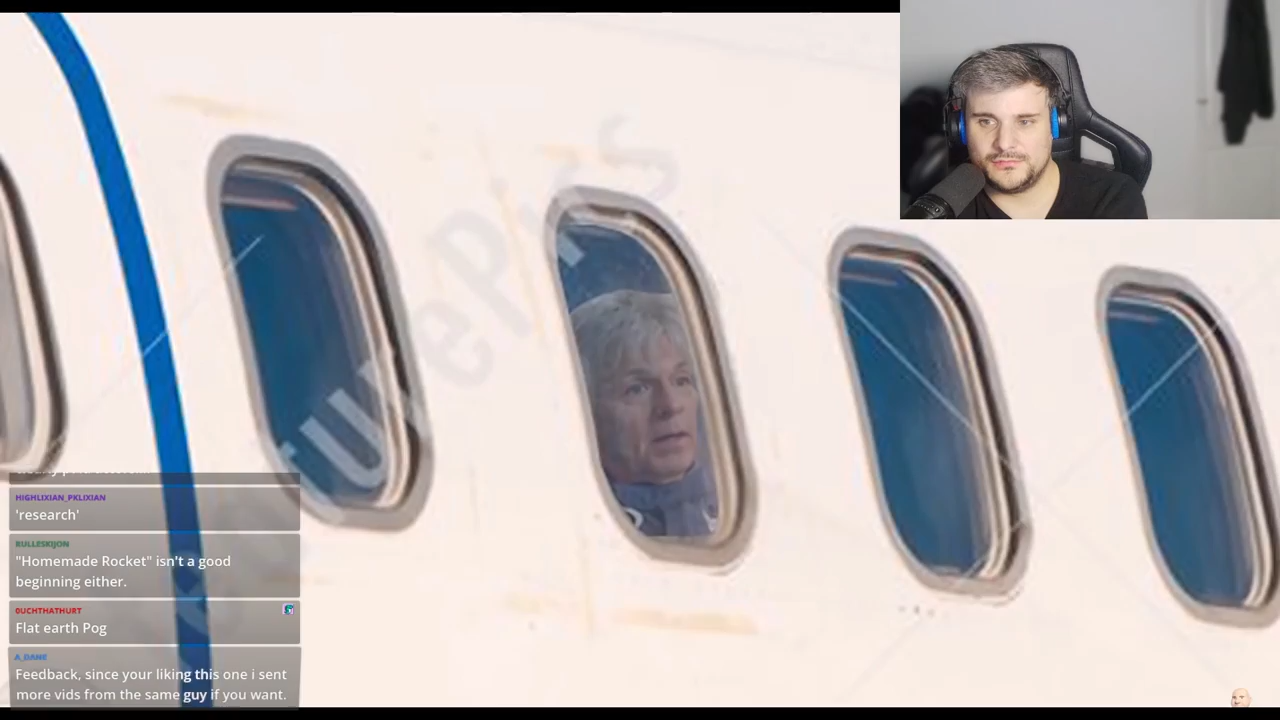 HIGHLIXIAN_PKLIXIAN
'research'
RULLESKIJON
"Homemade Rocket" isn't a good
beginning either.
0UCHTHATHURT
Flat earth Pog
A_DANE
Feedback, since your liking this one i sent
more vids from the same guy if you want.